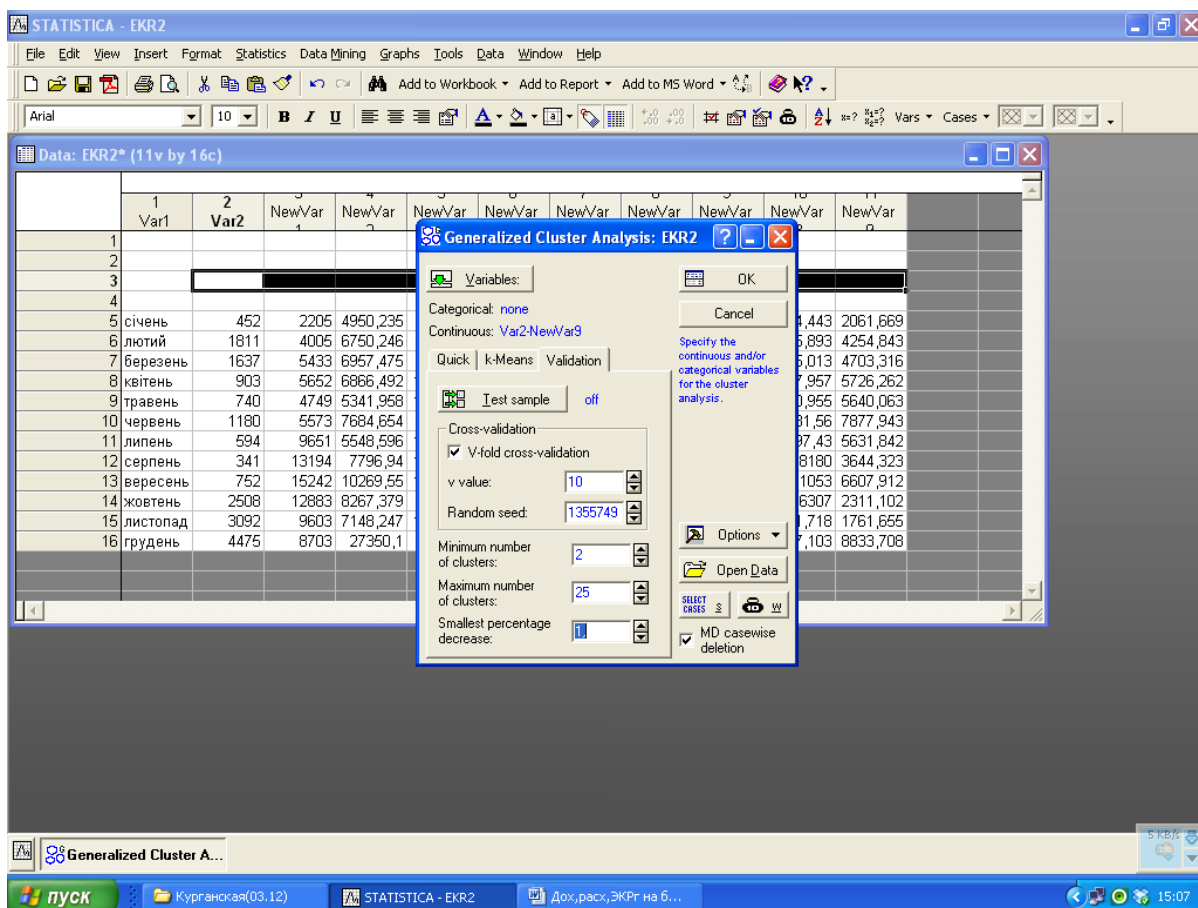 STATISTICA - EKR2
File Edit View Insert Format Statistics Data Mining Graphs Tools Data Window Help
Add to Workbook Add to Report Add to MS Word
Arial 10 B I U Vars Cases
Data: EKR2* (11v by 16c)
1 2
Var1 Var2 NewVar NewVar NewVar NewVar NewVar NewVar NewVar NewVar NewVar
1
2
3
4
5 січень 452 2205 4950,235 ,443 2061,669
6 лютий 1811 4005 6750,246 5,893 4254,843
7 березень 1637 5433 6957,475 5,013 4703,316
8 квітень 903 5652 6866,492 7,957 5726,262
9 травень 740 4749 5341,958 0,955 5640,063
10 червень 1180 5573 7684,654 31,56 7877,943
11 липень 594 9651 5548,596 97,43 5631,842
12 серпень 341 13194 7796,94 8180 3644,323
13 вересень 752 15242 10269,55 1053 6607,912
14 жовтень 2508 12883 8267,379 6307 2311,102
15 листопад 3092 9603 7148,247 ,718 1761,655
16 грудень 4475 8703 27350,1 7,103 8833,708
Generalized Cluster Analysis: EKR2
Variables:
OK
Categorical: none
Cancel
Continuous: Var2-NewVar9
Specify the
continuous and/or
categorical variables
for the cluster
analysis.
Quick k-Means Validation
Test sample off
Cross-validation
V-fold cross-validation
v value: 10
Random seed: 1355749
Minimum number
of clusters: 2
Maximum number
of clusters: 25
Smallest percentage
decrease: 1,
Options
Open Data
SELECT
CASES S W
MD casewise
deletion
Generalized Cluster A...
5 KB/s
пуск Курганская(03.12) STATISTICA - EKR2 Дох,расх,ЭКРг на б... 15:07